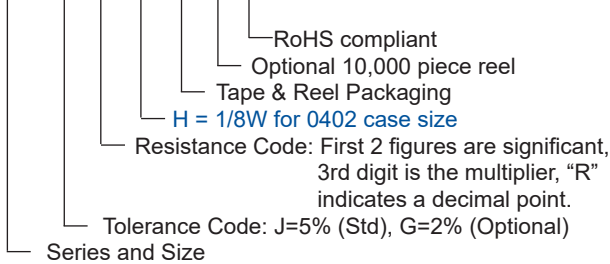 RoHS compliant
Optional 10,000 piece reel
Tape & Reel Packaging
H = 1/8W for 0402 case size
Resistance Code: First 2 figures are significant,
3rd digit is the multiplier, “R”
indicates a decimal point.
Tolerance Code: J=5% (Std), G=2% (Optional)
Series and Size